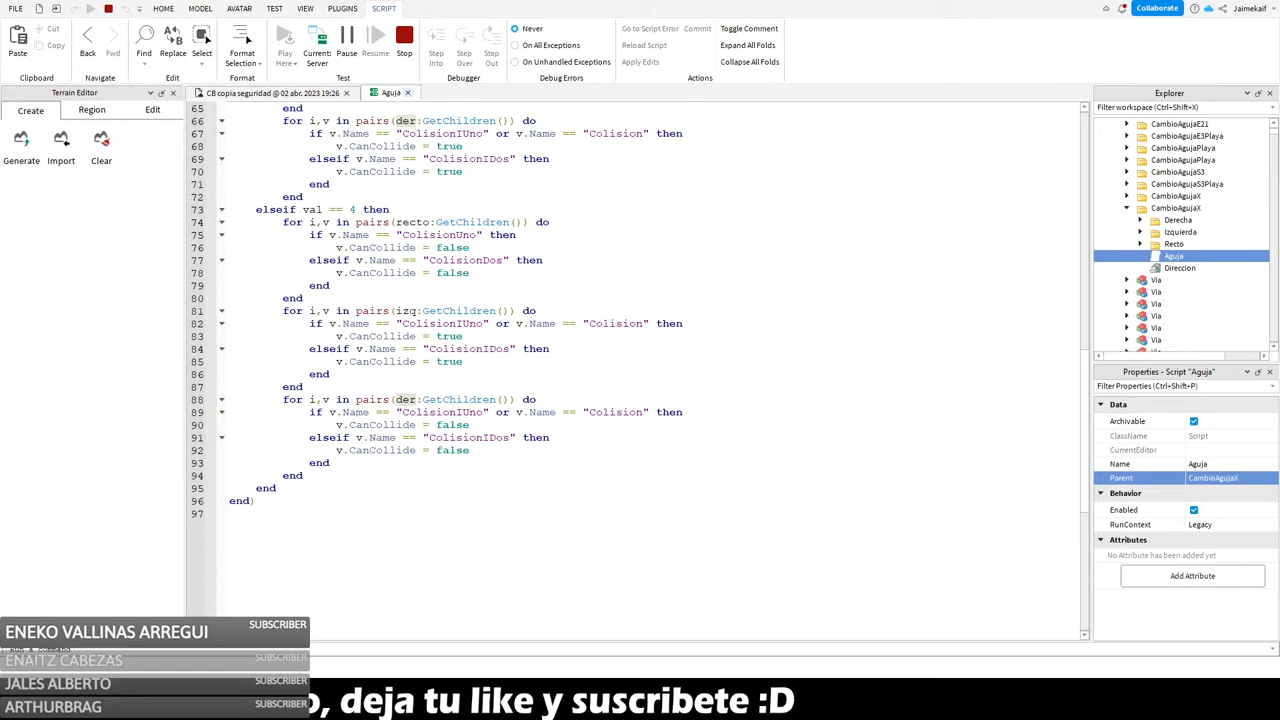 FILE MODEL AVATAR TEST VIEW PLUGINS SCRIPT Collaborate Jaimekaif
HOME
Paste Cut Copy Back Fwd Find Replace Select Format Selection Play Here Current: Server Pause Resume Stop Step Into Step Over Step Out
Never
On All Exceptions
On Unhandled Exceptions
Go to Script Error Commit
Reload Script
Apply Edits
Toggle Comment
Expand All Folds
Collapse All Folds
Clipboard Navigate Edit Format Test Debugger Debug Errors Actions
Terrain Editor
Create Region Edit
Generate Import Clear
CB copia seguridad @ 02 abr. 2023 19:26 Aguja
65 end
66 for i,v in pairs(der:GetChildren()) do
67 if v.Name == "ColisionIUno" or v.Name == "Colision" then
68 v.CanCollide = true
69 elseif v.Name == "ColisionIDos" then
70 v.CanCollide = true
71 end
72 end
73 elseif val == 4 then
74 for i,v in pairs(recto:GetChildren()) do
75 if v.Name == "ColisionUno" then
76 v.CanCollide = false
77 elseif v.Name == "ColisionDos" then
78 v.CanCollide = false
79 end
80 end
81 for i,v in pairs(izq:GetChildren()) do
82 if v.Name == "ColisionIUno" or v.Name == "Colision" then
83 v.CanCollide = true
84 elseif v.Name == "ColisionIDos" then
85 v.CanCollide = true
86 end
87 end
88 for i,v in pairs(der:GetChildren()) do
89 if v.Name == "ColisionIUno" or v.Name == "Colision" then
90 v.CanCollide = false
91 elseif v.Name == "ColisionIDos" then
92 v.CanCollide = false
93 end
94 end
95 end
96 end)
97
Explorer
Filter workspace (Ctrl+Shift+X)
CambioAgujaE21
CambioAgujaE3Playa
CambioAgujaPlaya
CambioAgujaPlaya
CambioAgujaS3
CambioAgujaS3Playa
CambioAgujaX
CambioAgujaX
Derecha
Izquierda
Recto
Aguja
Direccion
Via
Via
Via
Via
Via
Via
Properties - Script "Aguja"
Filter Properties (Ctrl+Shift+P)
Data
Archivable
ClassName Script
CurrentEditor
Name Aguja
Parent CambioAgujaX
Behavior
Enabled
RunContext Legacy
Attributes
No Attribute has been added yet
Add Attribute
ENEKO VALLINAS ARREGUI SUBSCRIBER
ENAITZ CABEZAS SUBSCRIBER
JALES ALBERTO SUBSCRIBER
ARTHURBRAG SUBSCRIBER
o, deja tu like y suscribete :D